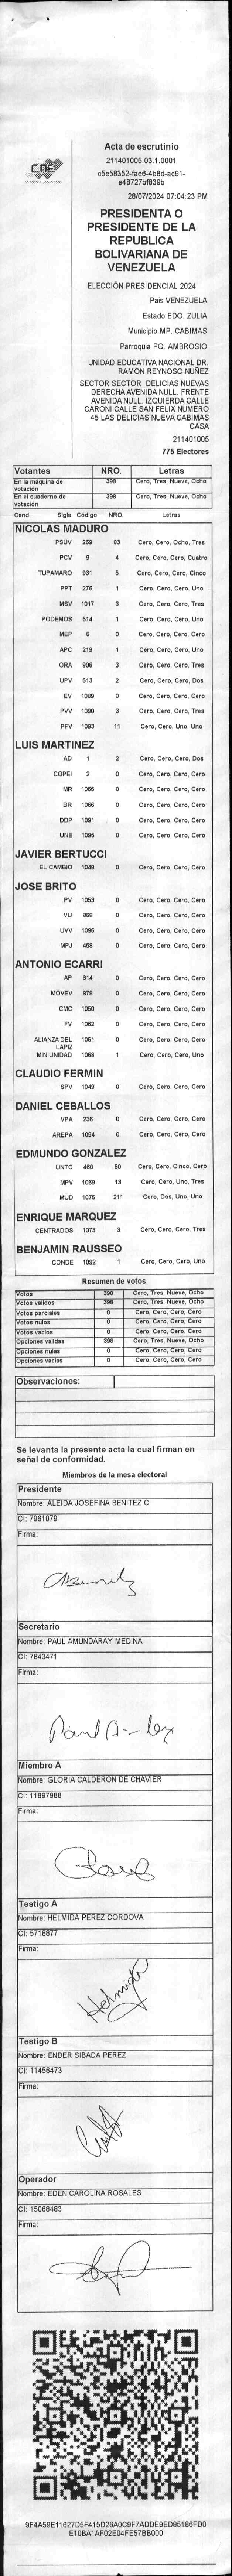 CNE
Acta de escrutinio
211401005.03.1.0001
c5e58352-fae6-4b8d-ac91-
e48727bf839b
28/07/2024 07:04:23 PM
PRESIDENTA O
PRESIDENTE DE LA
REPUBLICA
BOLIVARIANA DE
VENEZUELA
ELECCIÓN PRESIDENCIAL 2024
País VENEZUELA
Estado EDO. ZULIA
Municipio MP. CABIMAS
Parroquia PQ. AMBROSIO
UNIDAD EDUCATIVA NACIONAL DR.
RAMON REYNOSO NUÑEZ
SECTOR SECTOR DELICIAS NUEVAS
DERECHA AVENIDA NULL. FRENTE
AVENIDA NULL. IZQUIERDA CALLE
CARONI CALLE SAN FELIX NUMERO
45 LAS DELICIAS NUEVA CABIMAS
CASA
211401005
775 Electores
Votantes NRO. Letras
En la máquina de votación 398 Cero, Tres, Nueve, Ocho
En el cuaderno de votación 398 Cero, Tres, Nueve, Ocho
Cand. Sigla Código NRO. Letras
NICOLAS MADURO
PSUV 269 83 Cero, Cero, Ocho, Tres
PCV 9 4 Cero, Cero, Cero, Cuatro
TUPAMARO 931 5 Cero, Cero, Cero, Cinco
PPT 276 1 Cero, Cero, Cero, Uno
MSV 1017 3 Cero, Cero, Cero, Tres
PODEMOS 514 1 Cero, Cero, Cero, Uno
MEP 6 0 Cero, Cero, Cero, Cero
APC 219 1 Cero, Cero, Cero, Uno
ORA 906 3 Cero, Cero, Cero, Tres
UPV 513 2 Cero, Cero, Cero, Dos
EV 1089 0 Cero, Cero, Cero, Cero
PVV 1090 3 Cero, Cero, Cero, Tres
PFV 1093 11 Cero, Cero, Uno, Uno
LUIS MARTINEZ
AD 1 2 Cero, Cero, Cero, Dos
COPEI 2 0 Cero, Cero, Cero, Cero
MR 1065 0 Cero, Cero, Cero, Cero
BR 1066 0 Cero, Cero, Cero, Cero
DDP 1091 0 Cero, Cero, Cero, Cero
UNE 1095 0 Cero, Cero, Cero, Cero
JAVIER BERTUCCI
EL CAMBIO 1048 0 Cero, Cero, Cero, Cero
JOSE BRITO
PV 1053 0 Cero, Cero, Cero, Cero
VU 868 0 Cero, Cero, Cero, Cero
UVV 1096 0 Cero, Cero, Cero, Cero
MPJ 458 0 Cero, Cero, Cero, Cero
ANTONIO ECARRI
AP 814 0 Cero, Cero, Cero, Cero
MOVEV 979 0 Cero, Cero, Cero, Cero
CMC 1050 0 Cero, Cero, Cero, Cero
FV 1062 0 Cero, Cero, Cero, Cero
ALIANZA DEL LAPIZ 1051 0 Cero, Cero, Cero, Cero
MIN UNIDAD 1068 1 Cero, Cero, Cero, Uno
CLAUDIO FERMIN
SPV 1049 0 Cero, Cero, Cero, Cero
DANIEL CEBALLOS
VPA 236 0 Cero, Cero, Cero, Cero
AREPA 1094 0 Cero, Cero, Cero, Cero
EDMUNDO GONZALEZ
UNTC 460 50 Cero, Cero, Cinco, Cero
MPV 1069 13 Cero, Cero, Uno, Tres
MUD 1076 211 Cero, Dos, Uno, Uno
ENRIQUE MARQUEZ
CENTRADOS 1073 3 Cero, Cero, Cero, Tres
BENJAMIN RAUSSEO
CONDE 1092 1 Cero, Cero, Cero, Uno
Resumen de votos
Votos 398 Cero, Tres, Nueve, Ocho
Votos validos 398 Cero, Tres, Nueve, Ocho
Votos parciales 0 Cero, Cero, Cero, Cero
Votos nulos 0 Cero, Cero, Cero, Cero
Votos vacios 0 Cero, Cero, Cero, Cero
Opciones validas 398 Cero, Tres, Nueve, Ocho
Opciones nulas 0 Cero, Cero, Cero, Cero
Opciones vacias 0 Cero, Cero, Cero, Cero
Observaciones:
Se levanta la presente acta la cual firman en
señal de conformidad.
Miembros de la mesa electoral
Presidente
Nombre: ALEIDA JOSEFINA BENITEZ C
CI: 7961079
Firma:
Secretario
Nombre: PAUL AMUNDARAY MEDINA
CI: 7843471
Firma:
Miembro A
Nombre: GLORIA CALDERON DE CHAVIER
CI: 11897988
Firma:
Testigo A
Nombre: HELMIDA PEREZ CORDOVA
CI: 5718877
Firma:
Helmida
Testigo B
Nombre: ENDER SIBADA PEREZ
CI: 11456473
Firma:
Operador
Nombre: EDEN CAROLINA ROSALES
CI: 15068483
Firma:
9F4A59E11627D5F415D26A0C9F7ADDE9ED95186FD0
E10BA1AF02E04FE57BB000